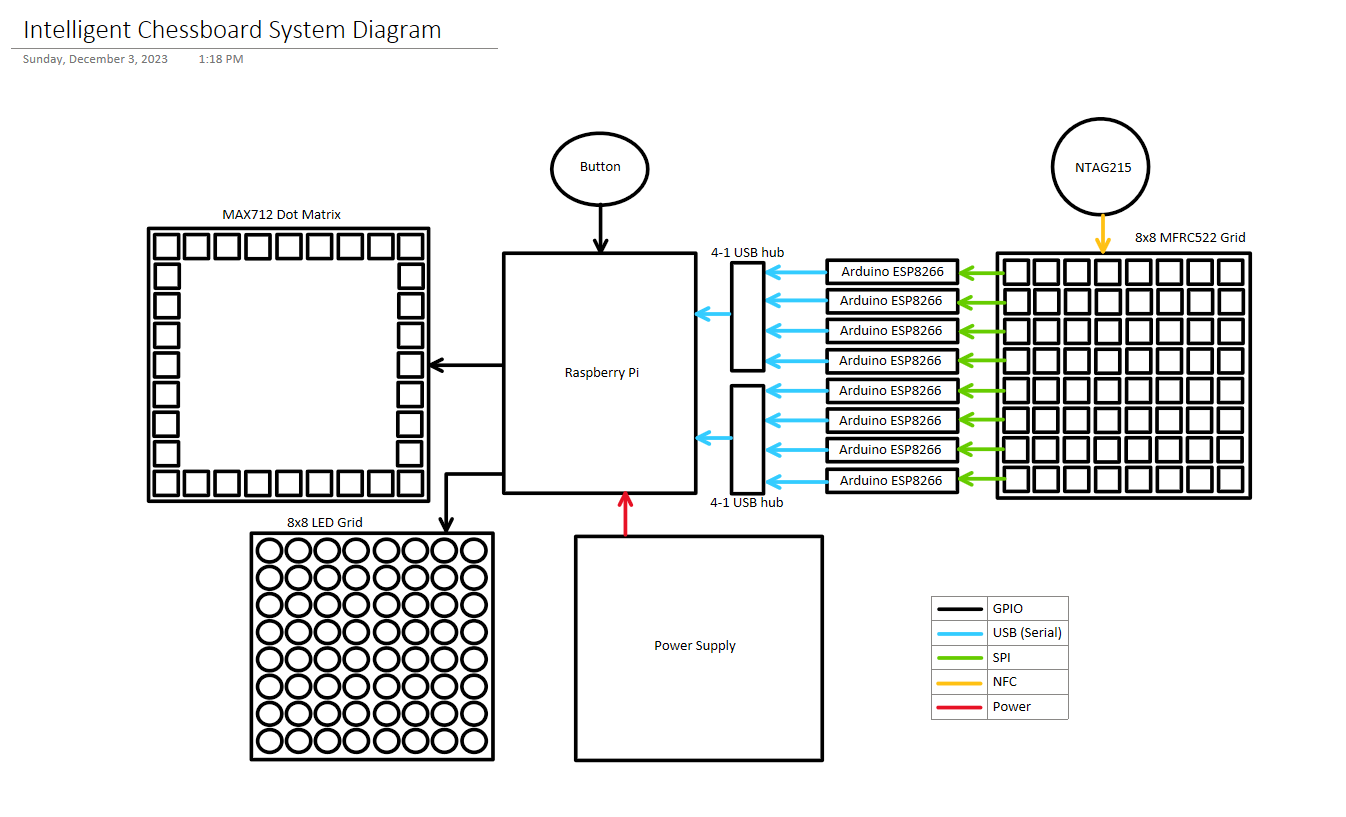 Intelligent Chessboard System Diagram
Sunday, December 3, 2023 1:18 PM
Button
NTAG215
MAX712 Dot Matrix
8x8 MFRC522 Grid
4-1 USB hub
Arduino ESP8266
Arduino ESP8266
Arduino ESP8266
Arduino ESP8266
Raspberry Pi
Arduino ESP8266
Arduino ESP8266
Arduino ESP8266
Arduino ESP8266
4-1 USB hub
8x8 LED Grid
Power Supply
GPIO
USB (Serial)
SPI
NFC
Power